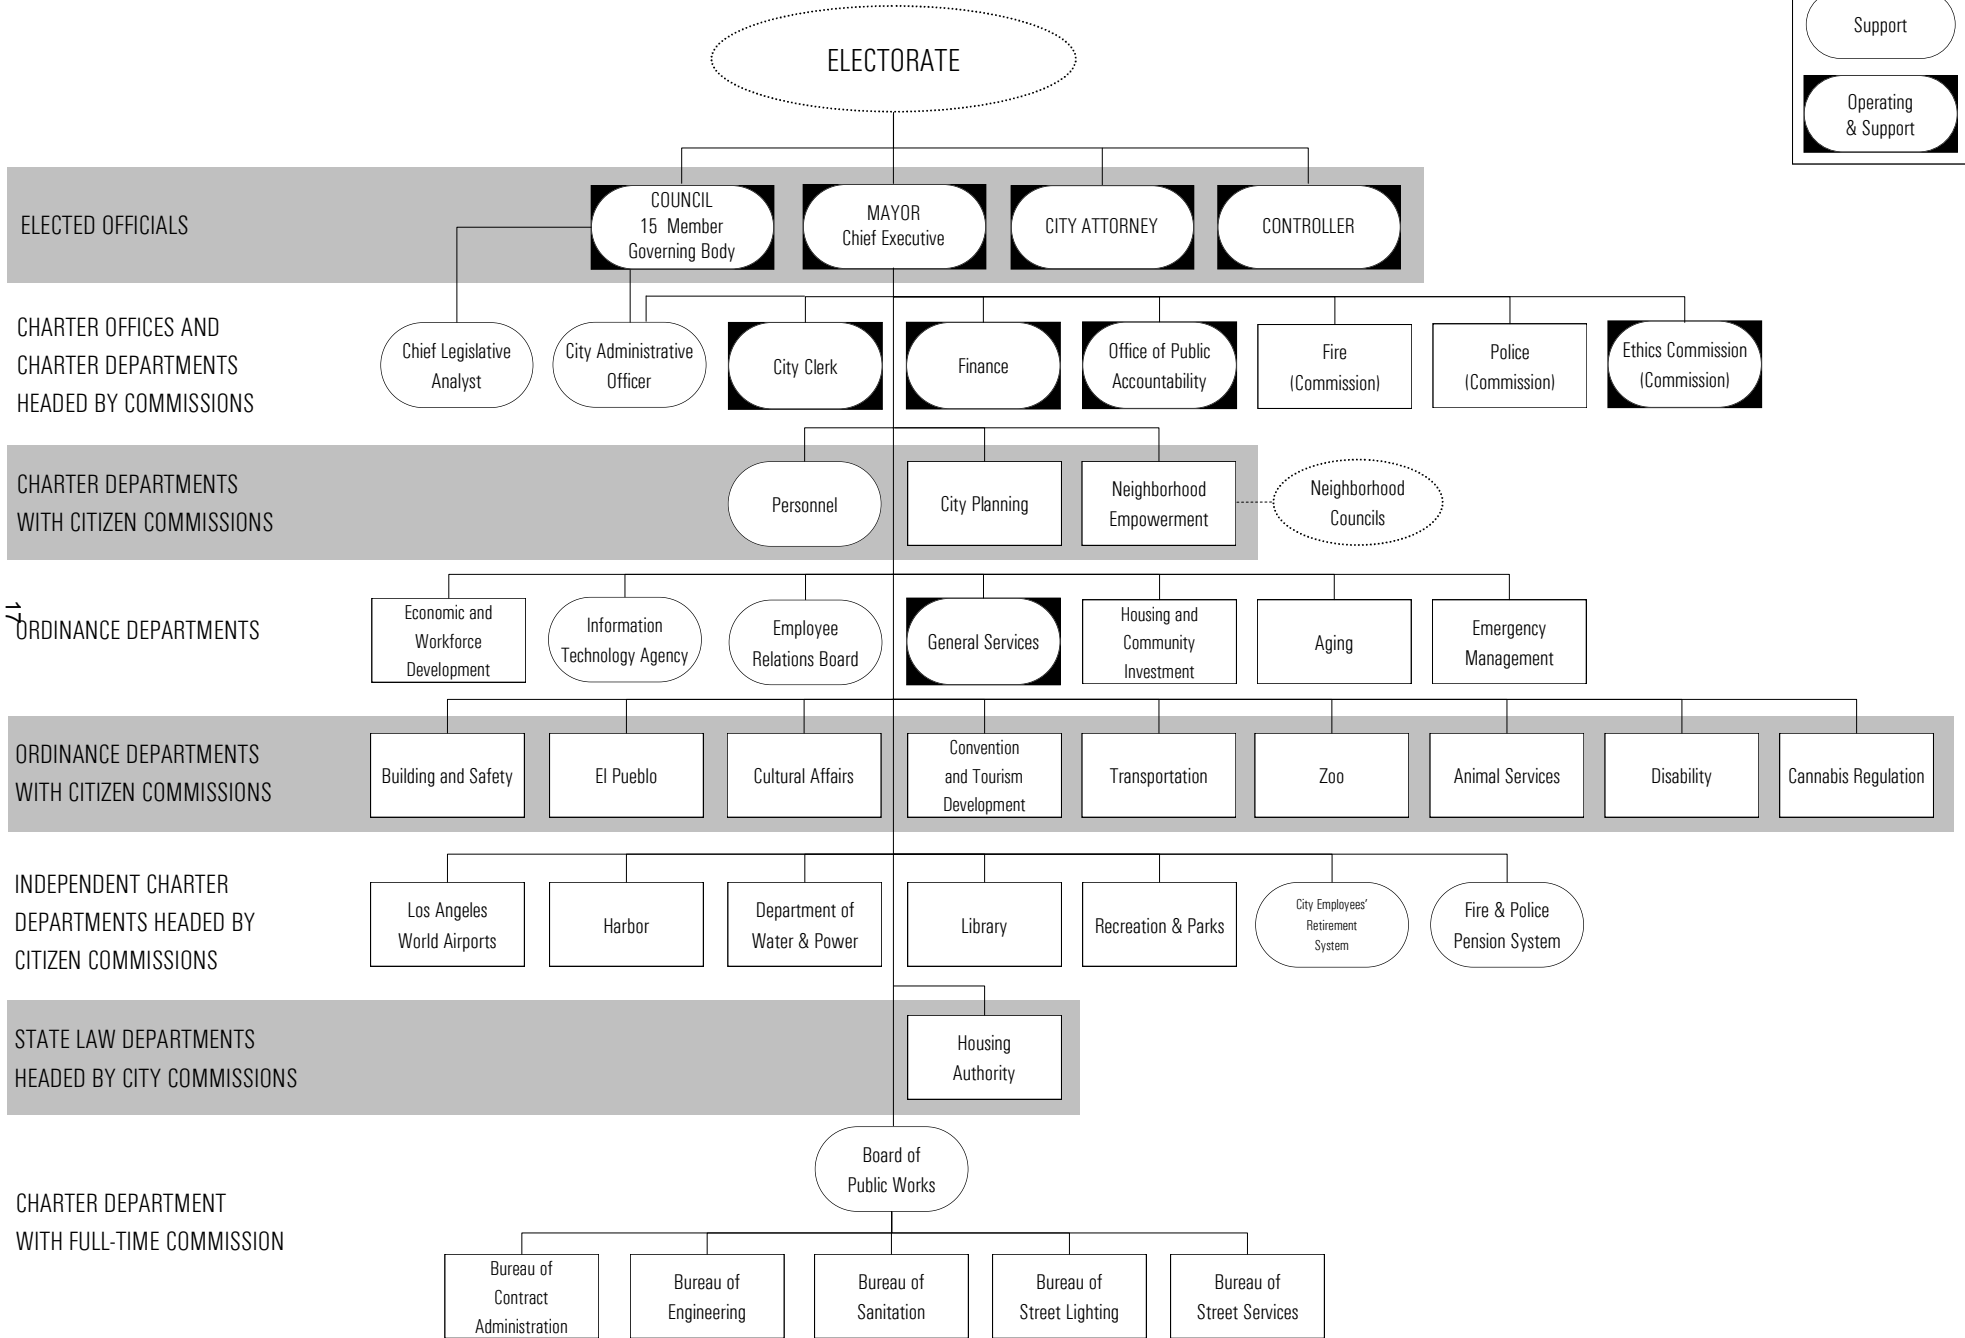 Support
Operating
& Support
ELECTORATE
ELECTED OFFICIALS
COUNCIL
15 Member
Governing Body
MAYOR
Chief Executive
CITY ATTORNEY
CONTROLLER
CHARTER OFFICES AND
CHARTER DEPARTMENTS
HEADED BY COMMISSIONS
Chief Legislative
Analyst
City Administrative
Officer
City Clerk
Finance
Office of Public
Accountability
Fire
(Commission)
Police
(Commission)
Ethics Commission
(Commission)
CHARTER DEPARTMENTS
WITH CITIZEN COMMISSIONS
Personnel
City Planning
Neighborhood
Empowerment
Neighborhood
Councils
17
ORDINANCE DEPARTMENTS
Economic and
Workforce
Development
Information
Technology Agency
Employee
Relations Board
General Services
Housing and
Community
Investment
Aging
Emergency
Management
ORDINANCE DEPARTMENTS
WITH CITIZEN COMMISSIONS
Building and Safety
El Pueblo
Cultural Affairs
Convention
and Tourism
Development
Transportation
Zoo
Animal Services
Disability
Cannabis Regulation
INDEPENDENT CHARTER
DEPARTMENTS HEADED BY
CITIZEN COMMISSIONS
Los Angeles
World Airports
Harbor
Department of
Water & Power
Library
Recreation & Parks
City Employees'
Retirement
System
Fire & Police
Pension System
STATE LAW DEPARTMENTS
HEADED BY CITY COMMISSIONS
Housing
Authority
CHARTER DEPARTMENT
WITH FULL-TIME COMMISSION
Board of
Public Works
Bureau of
Contract
Administration
Bureau of
Engineering
Bureau of
Sanitation
Bureau of
Street Lighting
Bureau of
Street Services